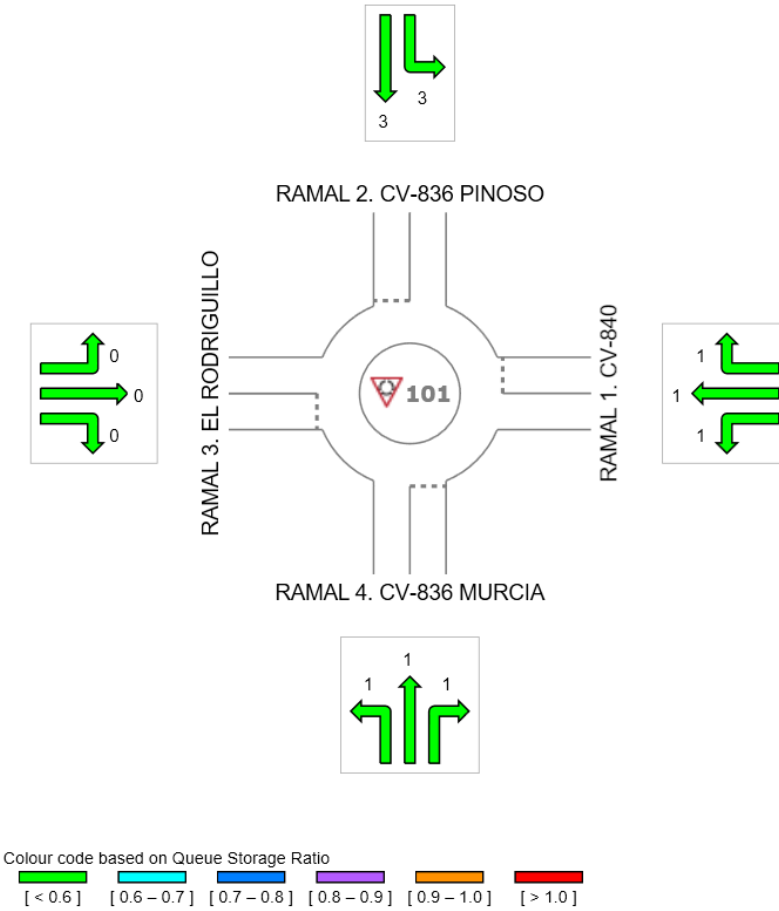 3
3
RAMAL 2. CV-836 PINOSO
RAMAL 3. EL RODRIGUILLO
0
0
0
101
RAMAL 1. CV-840
1
1
1
RAMAL 4. CV-836 MURCIA
1
1
1
Colour code based on Queue Storage Ratio
[ < 0.6 ] [ 0.6 – 0.7 ] [ 0.7 – 0.8 ] [ 0.8 – 0.9 ] [ 0.9 – 1.0 ] [ > 1.0 ]